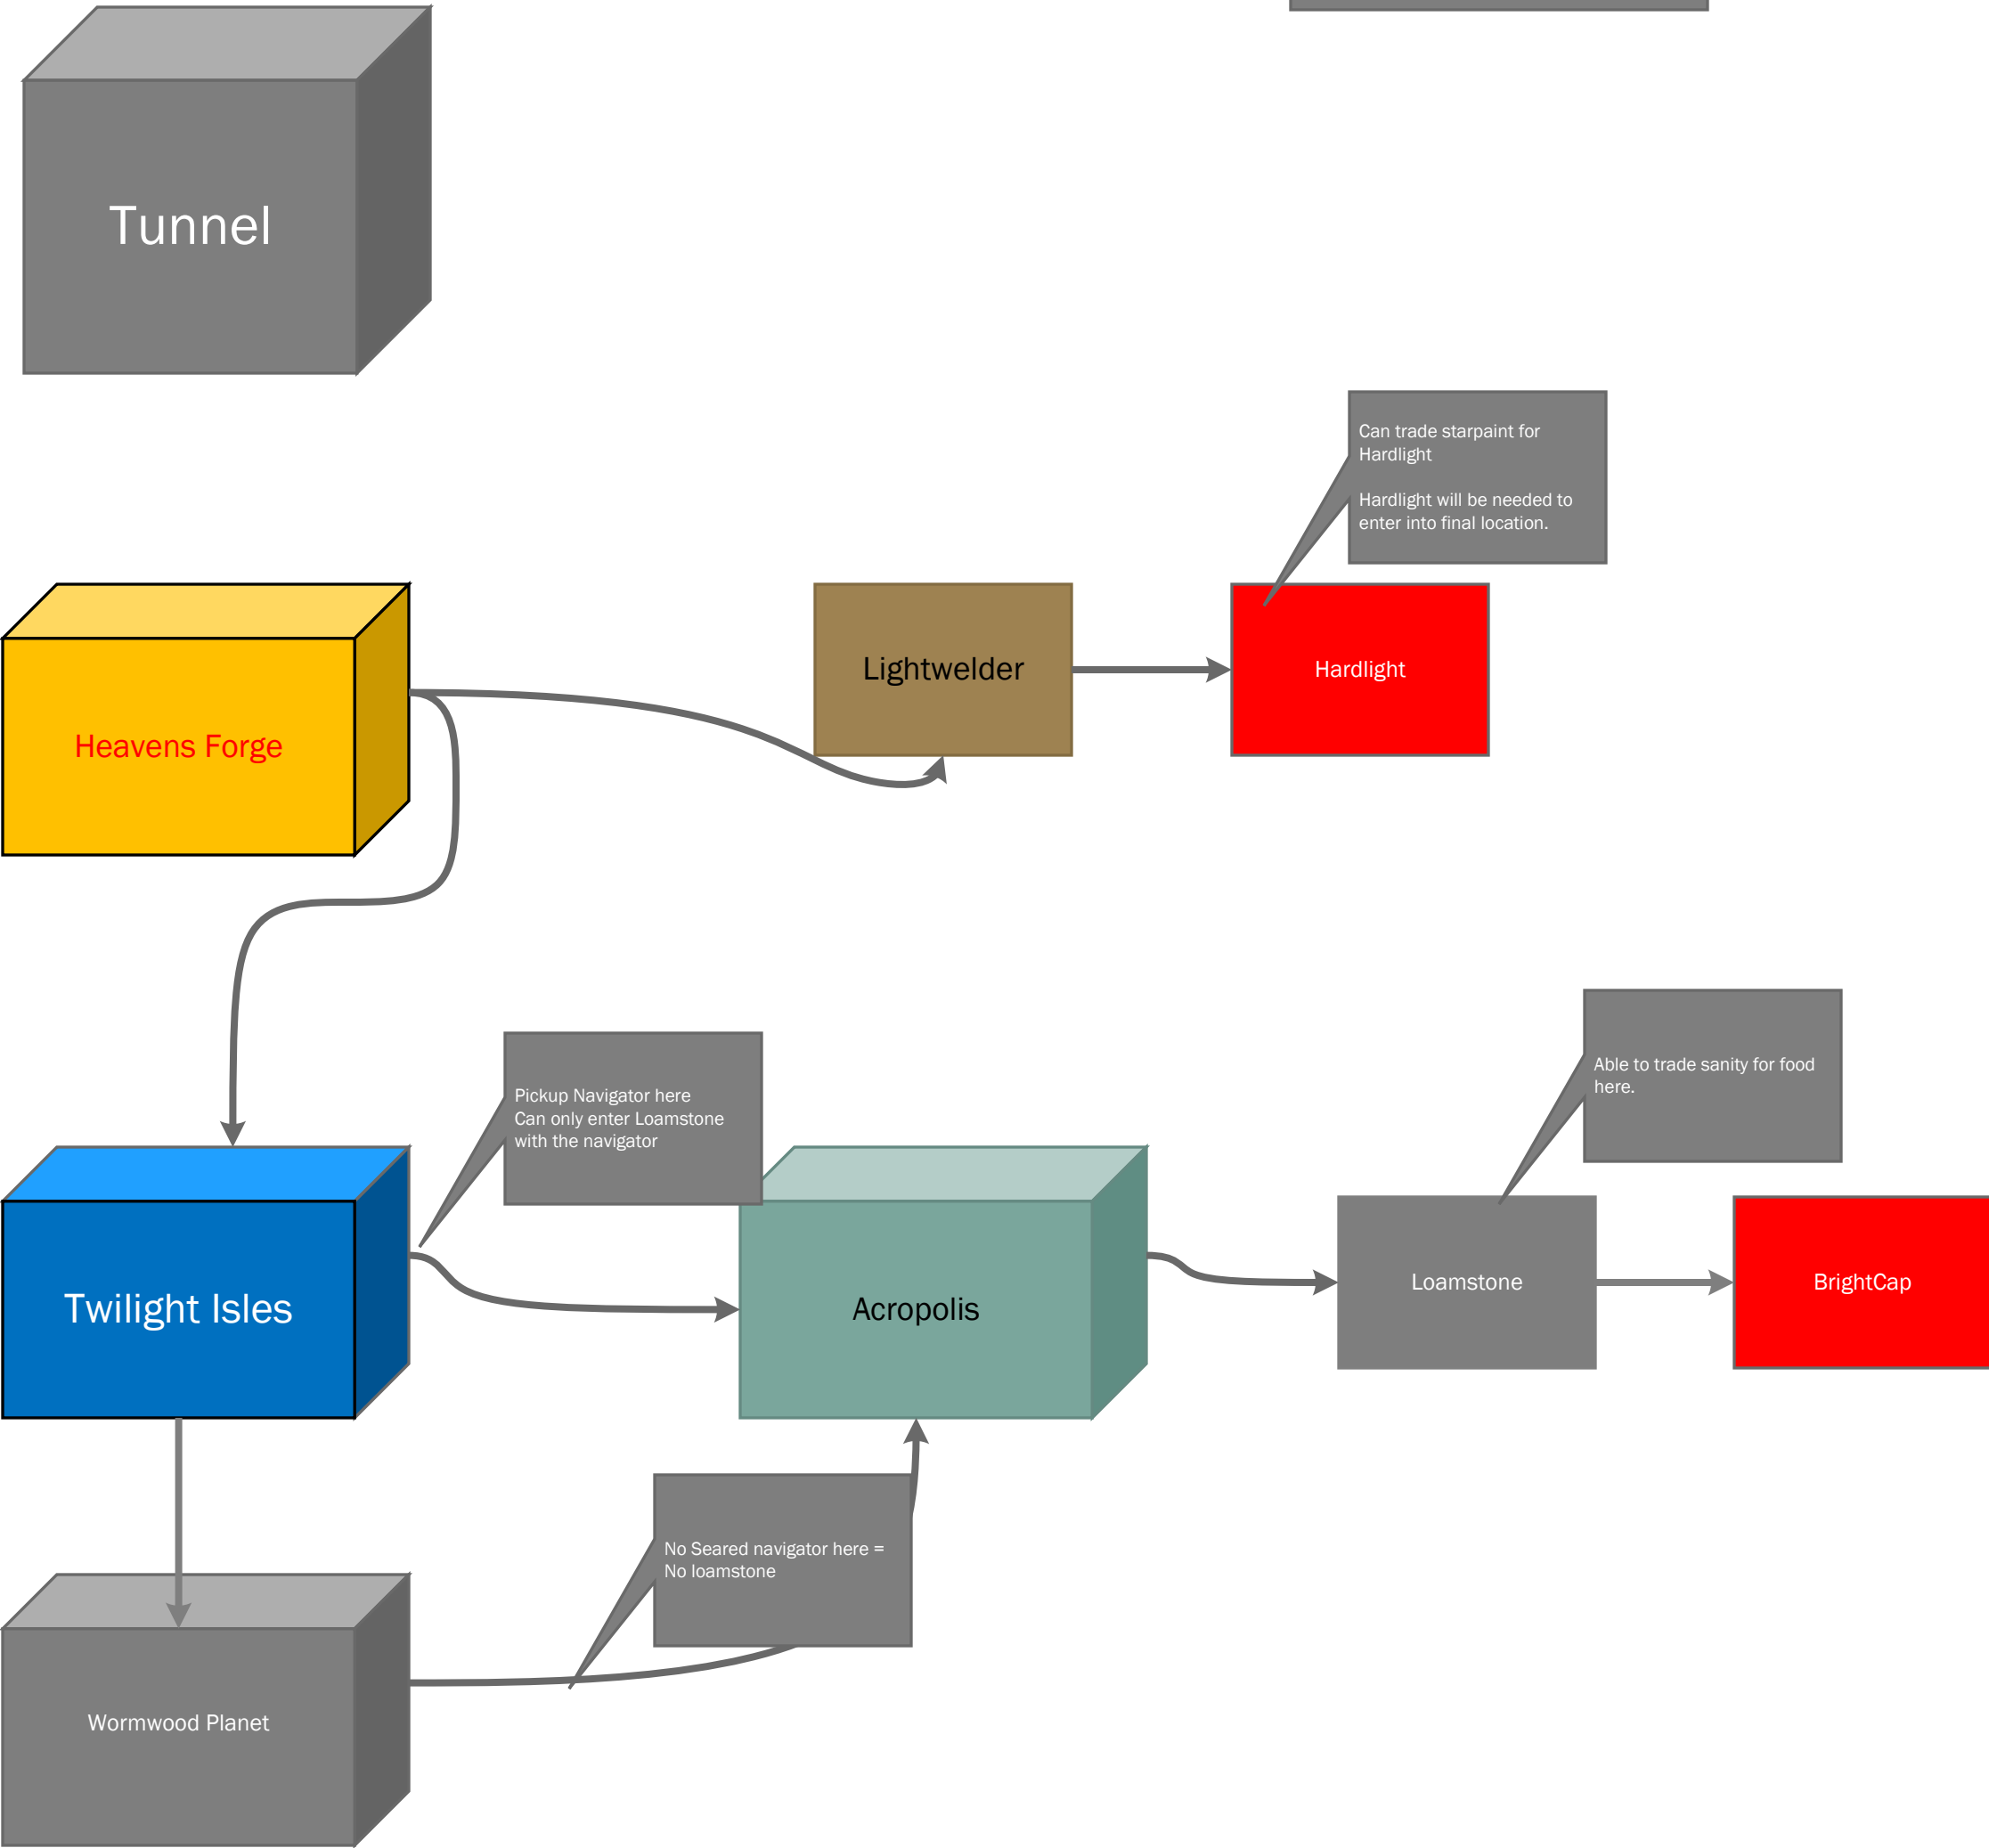 Tunnel
Can trade starpaint for
Hardlight
Hardlight will be needed to
enter into final location.
Heavens Forge
Lightwelder
Hardlight
Pickup Navigator here
Can only enter Loamstone
with the navigator
Able to trade sanity for food
here.
Twilight Isles
Acropolis
Loamstone
BrightCap
No Seared navigator here =
No loamstone
Wormwood Planet